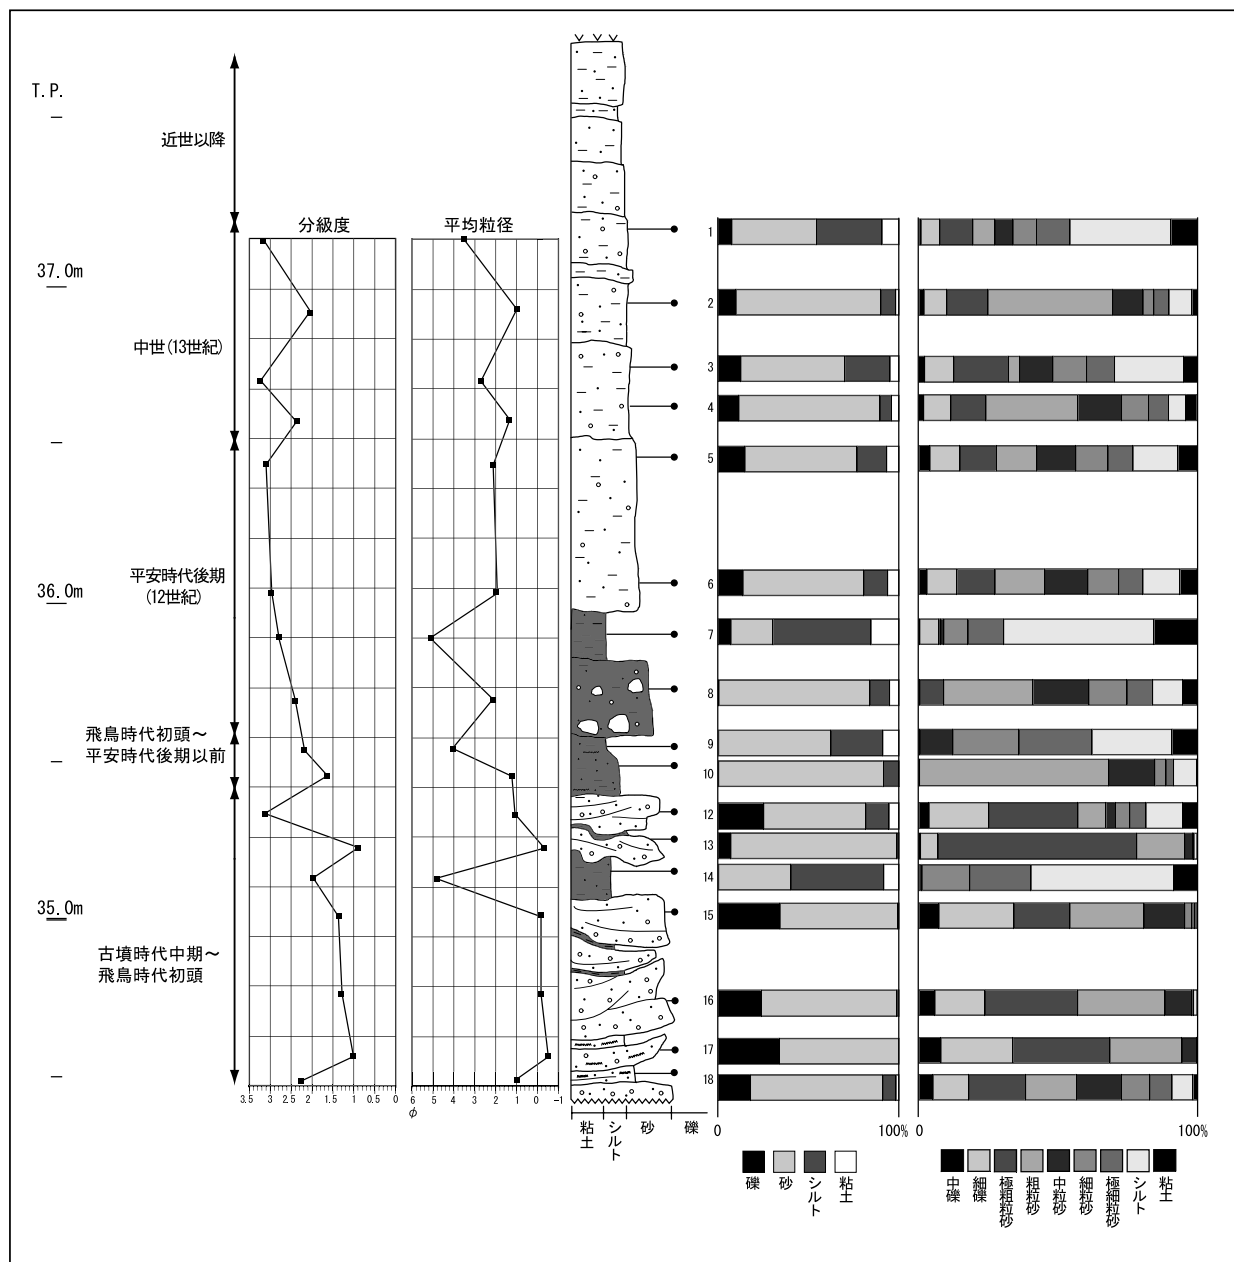 T.P.
37.0m
36.0m
35.0m
近世以降
中世(13世紀)
平安時代後期
(12世紀)
飛鳥時代初頭～
平安時代後期以前
古墳時代中期～
飛鳥時代初頭
分級度
3.5 3 2.5 2 1.5 1 0.5 0
平均粒径
6 5 4 3 2 1 0 -1
φ
粘土 シルト 砂 礫
1
2
3
4
5
6
7
8
9
10
12
13
14
15
16
17
18
0 100%
礫 砂 シルト 粘土
0 100%
中礫 細礫 極粗粒砂 粗粒砂 中粒砂 細粒砂 極細粒砂 シルト 粘土